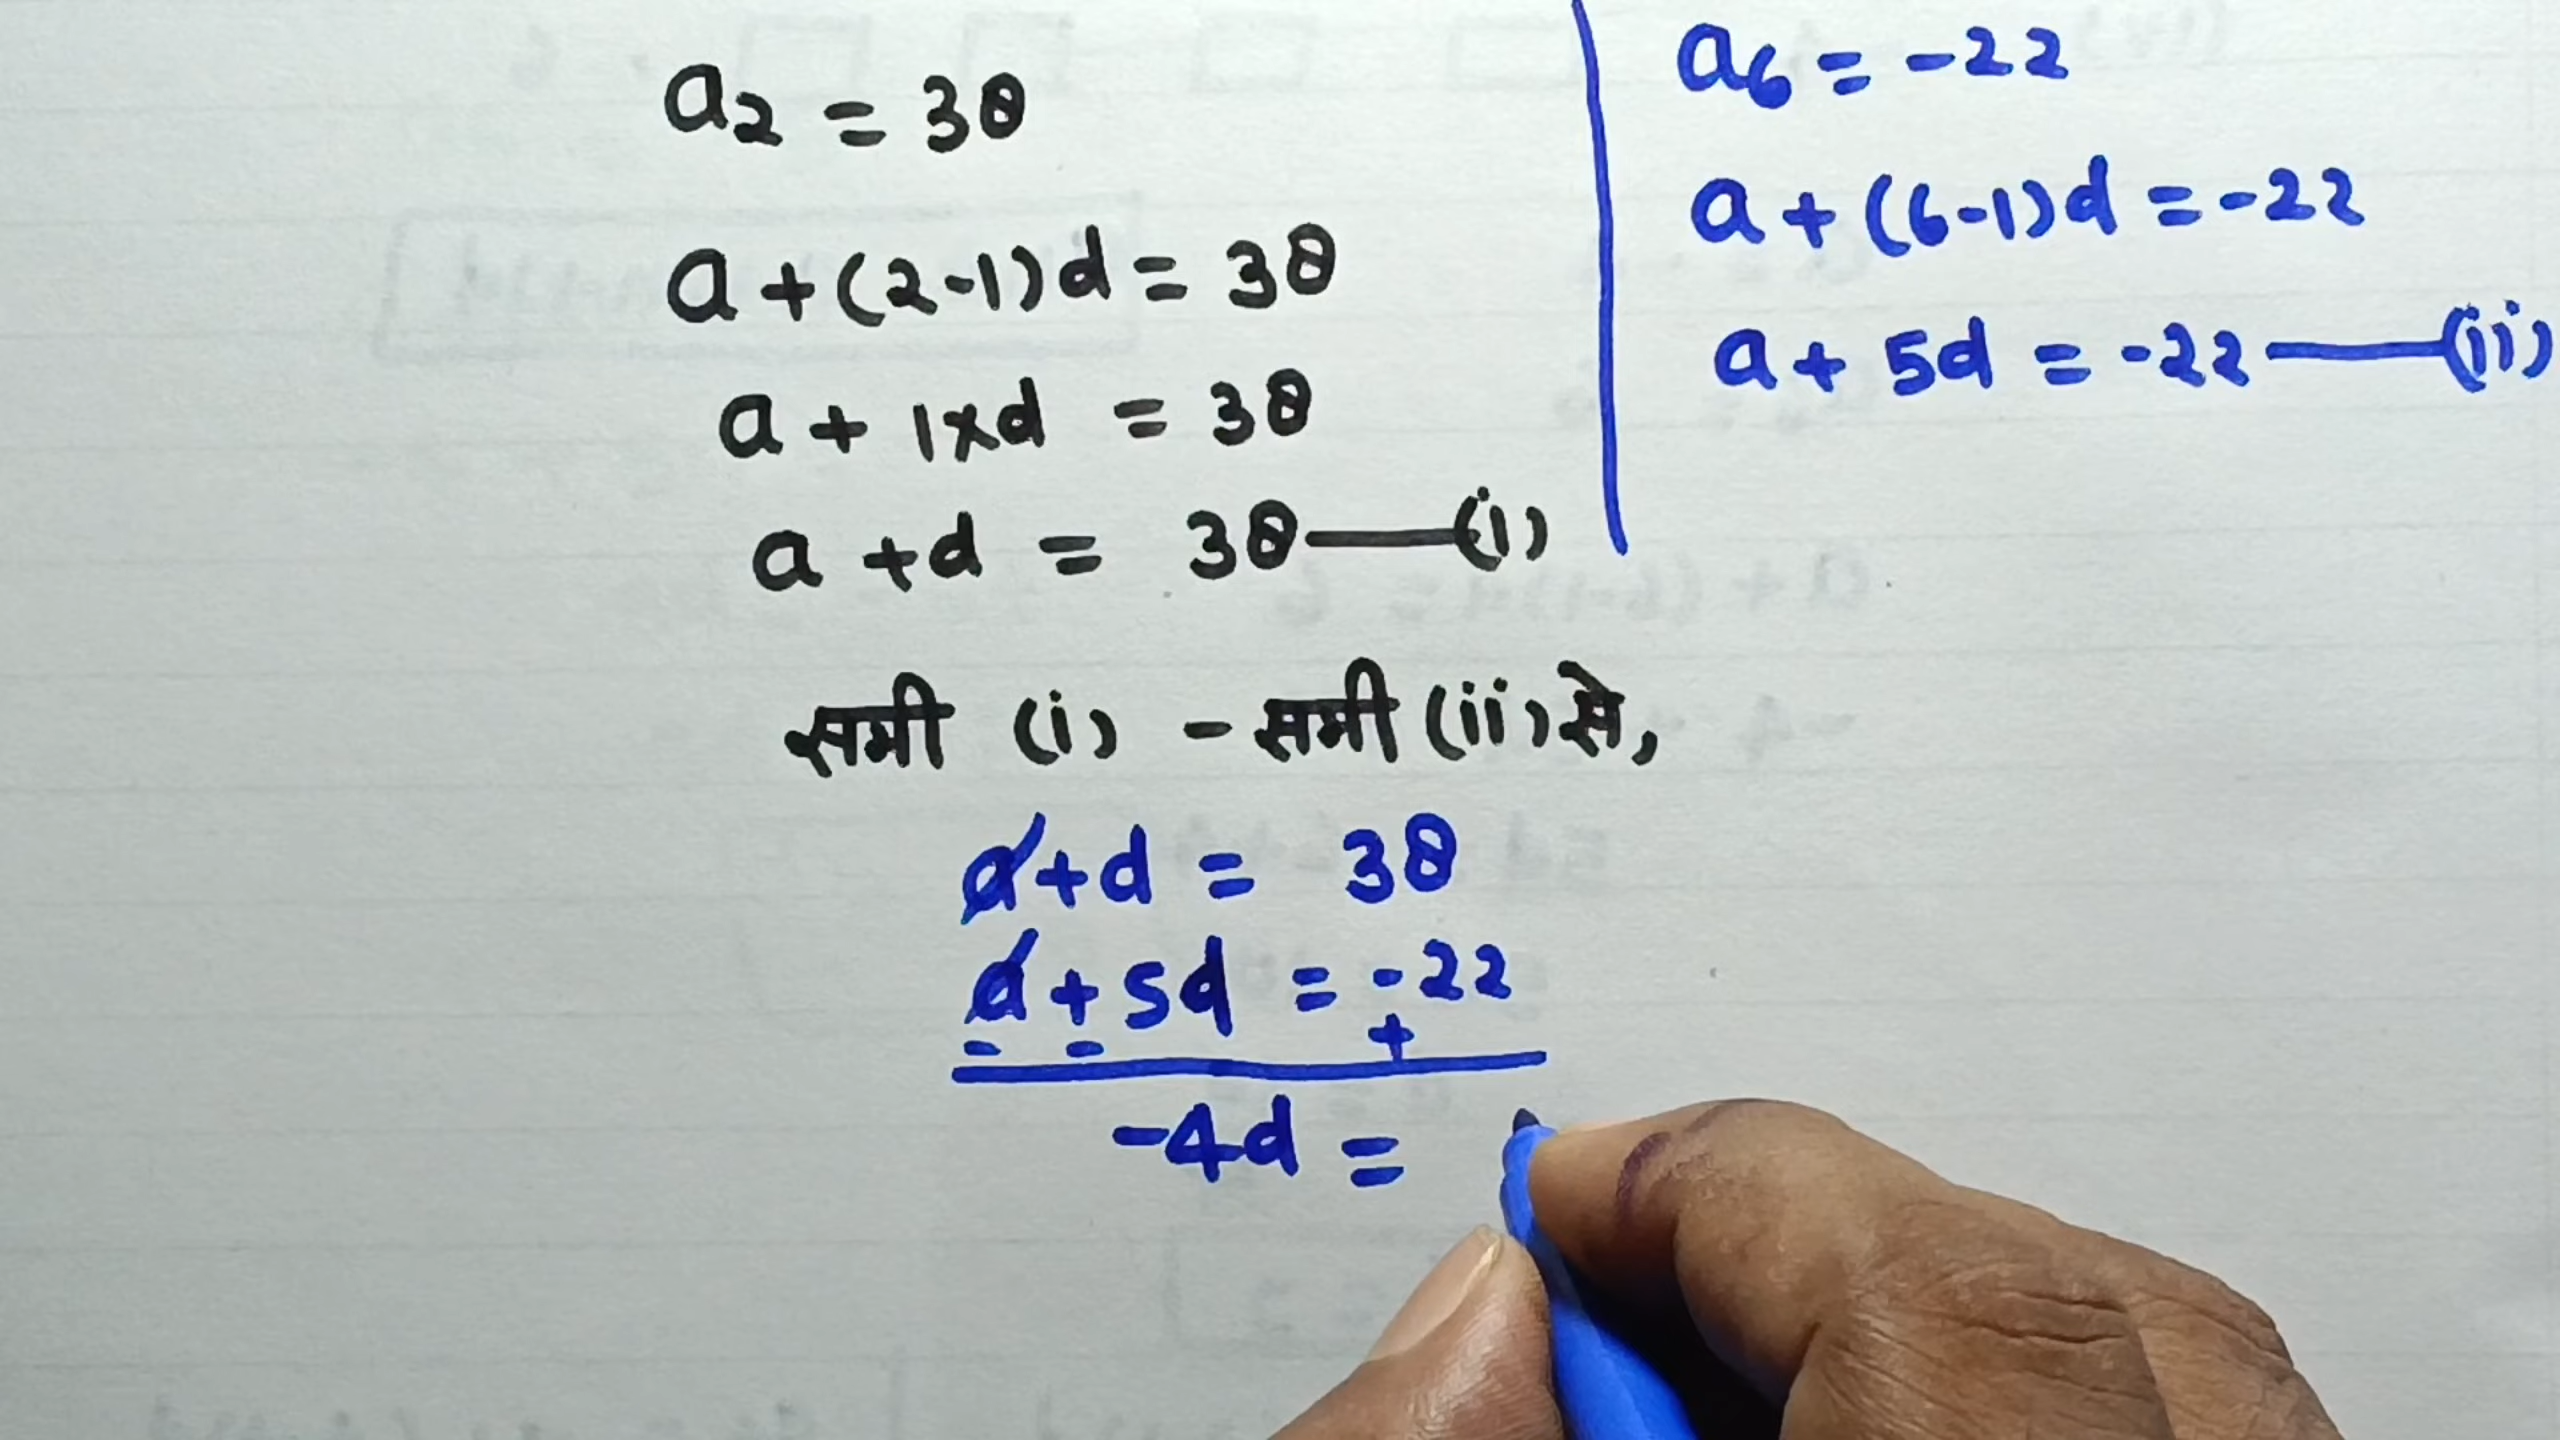 a₂ = 38
a + (2-1)d = 38
a + 1×d = 38
a + d = 38 —— (i)
a₆ = -22
a + (6-1)d = -22
a + 5d = -22 —— (ii)
समी (i) - समी (ii) से,
a + d = 38
a + 5d = -22
- - +
-4d =